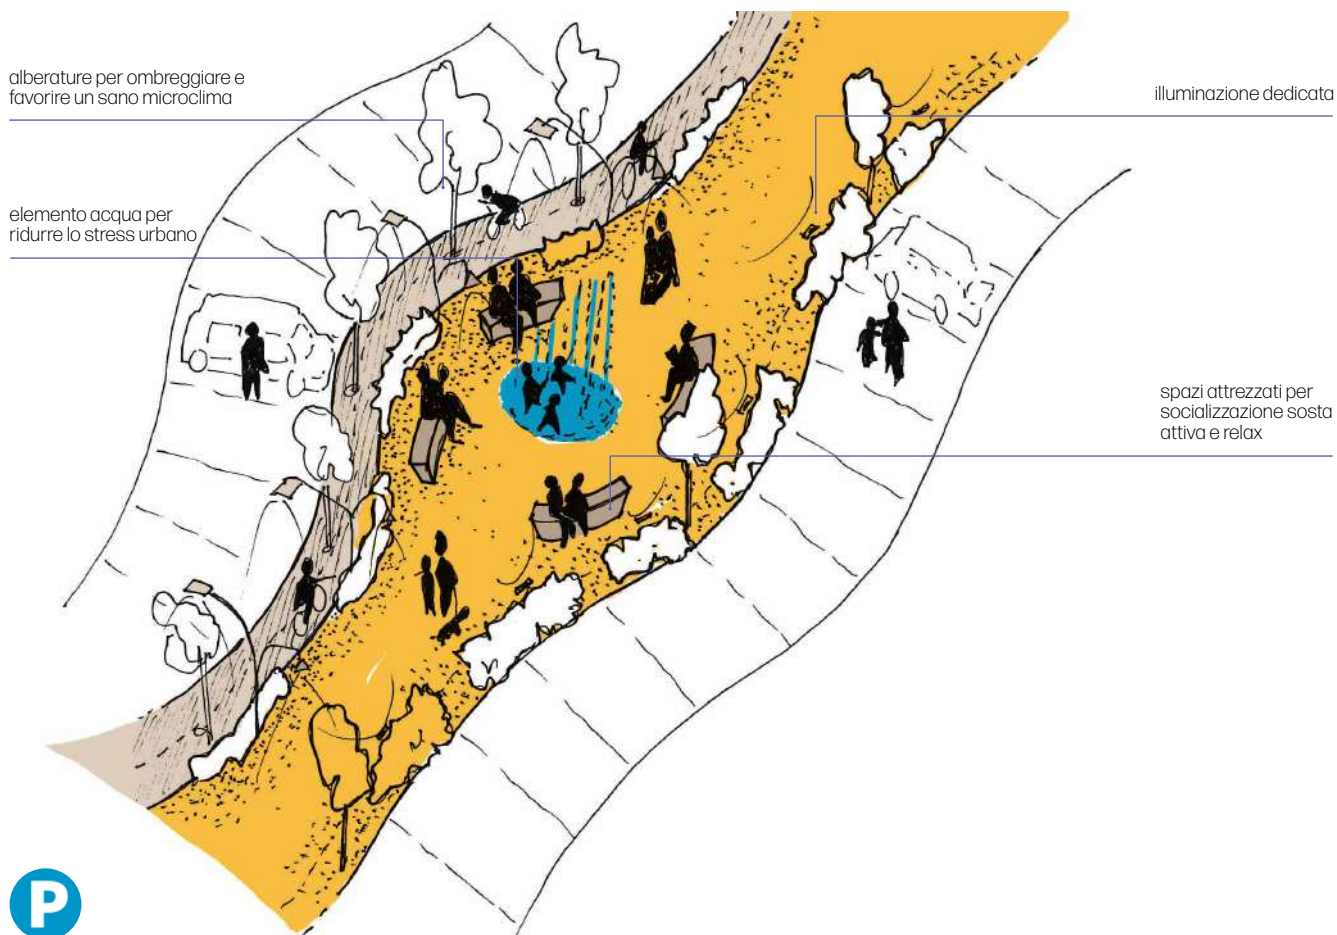 alberature per ombreggiare e
favorire un sano microclima
illuminazione dedicata
elemento acqua per
ridurre lo stress urbano
spazi attrezzati per
socializzazione sosta
attiva e relax
P